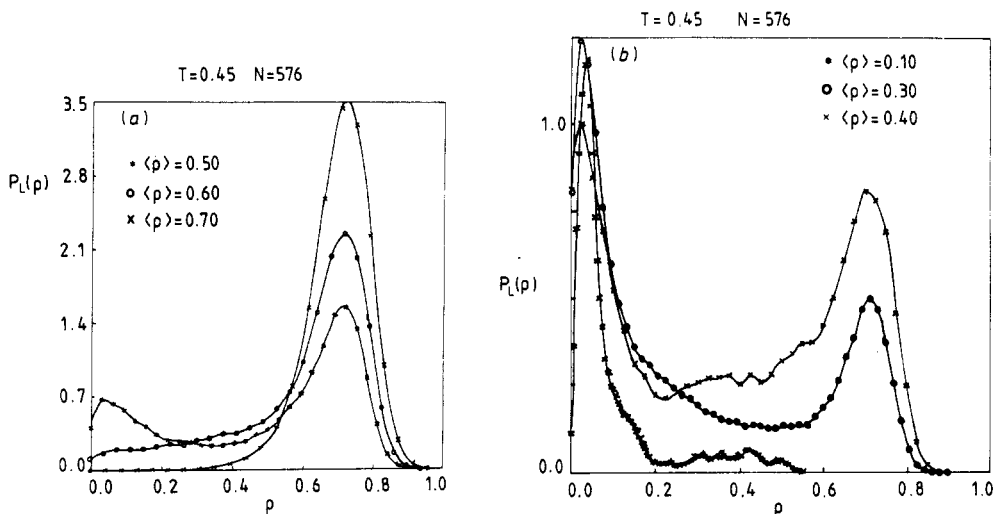 T=0.45 N=576
(a)
P_L(ρ)
3.5
2.8
2.1
1.4
0.7
0.0
• ⟨ρ⟩=0.50
o ⟨ρ⟩=0.60
x ⟨ρ⟩=0.70
0.0 0.2 0.4 0.6 0.8 1.0
ρ
T=0.45 N=576
(b)
P_L(ρ)
1.0
0.0
• ⟨ρ⟩=0.10
o ⟨ρ⟩=0.30
x ⟨ρ⟩=0.40
0.0 0.2 0.4 0.6 0.8 1.0
ρ